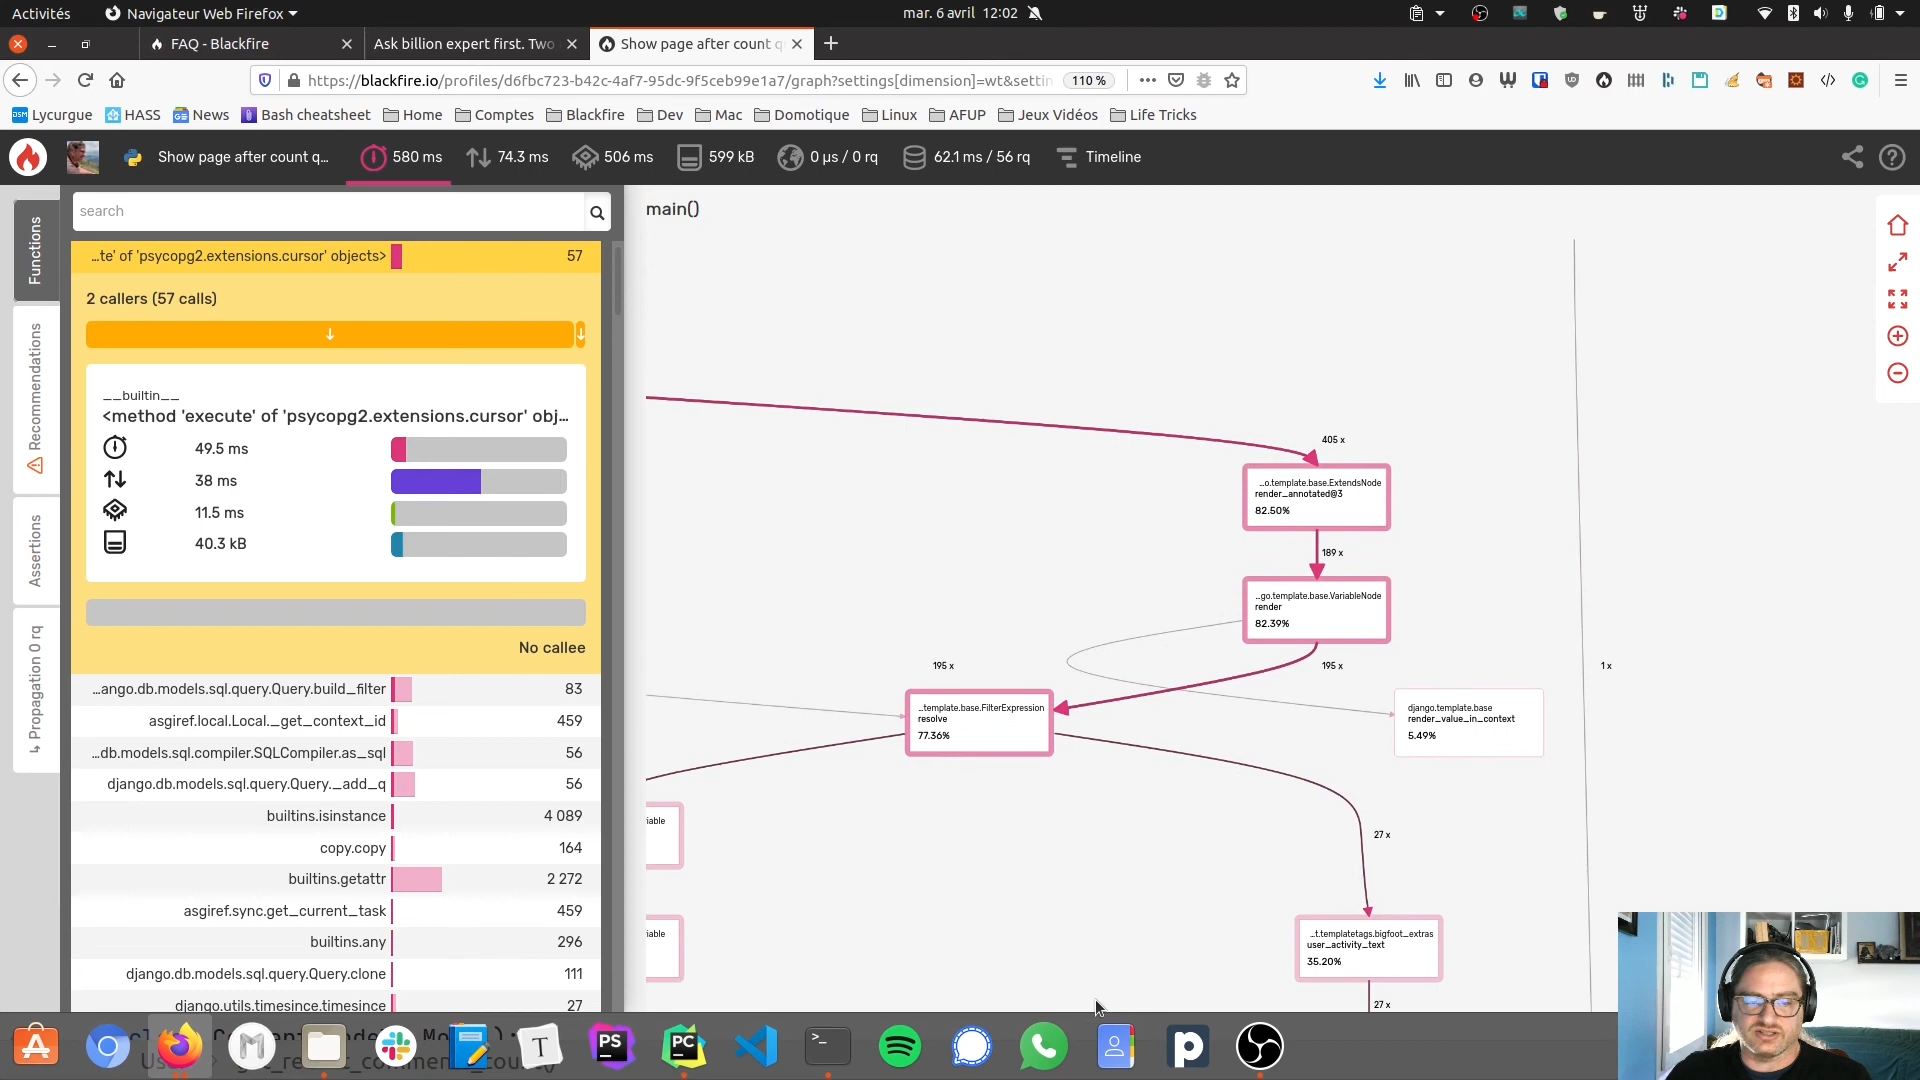 Activités
Navigateur Web Firefox
mar. 6 avril 12:02
FAQ - Blackfire
Ask billion expert first. Two
Show page after count q
https://blackfire.io/profiles/d6fbc723-b42c-4af7-95dc-9f5ceb99e1a7/graph?settings[dimension]=wt&settin
110 %
Lycurgue
HASS
News
Bash cheatsheet
Home
Comptes
Blackfire
Dev
Mac
Domotique
Linux
AFUP
Jeux Vidéos
Life Tricks
Show page after count q...
580 ms
74.3 ms
506 ms
599 kB
0 µs / 0 rq
62.1 ms / 56 rq
Timeline
Functions
Recommendations
Assertions
Propagation 0 rq
search
...te' of 'psycopg2.extensions.cursor' objects>
57
2 callers (57 calls)
__builtin__
<method 'execute' of 'psycopg2.extensions.cursor' obj...
49.5 ms
38 ms
11.5 ms
40.3 kB
No callee
...ango.db.models.sql.query.Query.build_filter
83
asgiref.local.Local._get_context_id
459
...db.models.sql.compiler.SQLCompiler.as_sql
56
django.db.models.sql.query.Query._add_q
56
builtins.isinstance
4 089
copy.copy
164
builtins.getattr
2 272
asgiref.sync.get_current_task
459
builtins.any
296
django.db.models.sql.query.Query.clone
111
django.utils.timesince.timesince
27
main()
405 x
...o.template.base.ExtendsNode
render_annotated@3
82.50%
189 x
...go.template.base.VariableNode
render
82.39%
195 x
195 x
1 x
...template.base.FilterExpression
resolve
77.36%
django.template.base
render_value_in_context
5.49%
iable
27 x
iable
...t.templatetags.bigfoot_extras
user_activity_text
35.20%
27 x